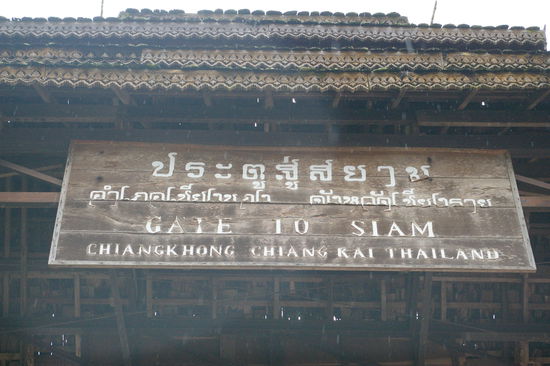 ประตูสู่สยาม
อำเภอเชียงของ จังหวัดเชียงราย
GATE TO SIAM
CHIANGKHONG CHIANG RAI THAILAND